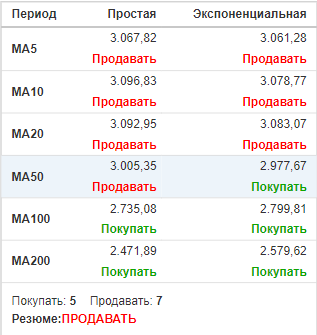 Период Простая Экспоненциальная
MA5 3.067,82 3.061,28
Продавать Продавать
MA10 3.096,83 3.078,77
Продавать Продавать
MA20 3.092,95 3.083,07
Продавать Продавать
MA50 3.005,35 2.977,67
Продавать Покупать
MA100 2.735,08 2.799,81
Покупать Покупать
MA200 2.471,89 2.579,62
Покупать Покупать
Покупать: 5 Продавать: 7
Резюме:ПРОДАВАТЬ